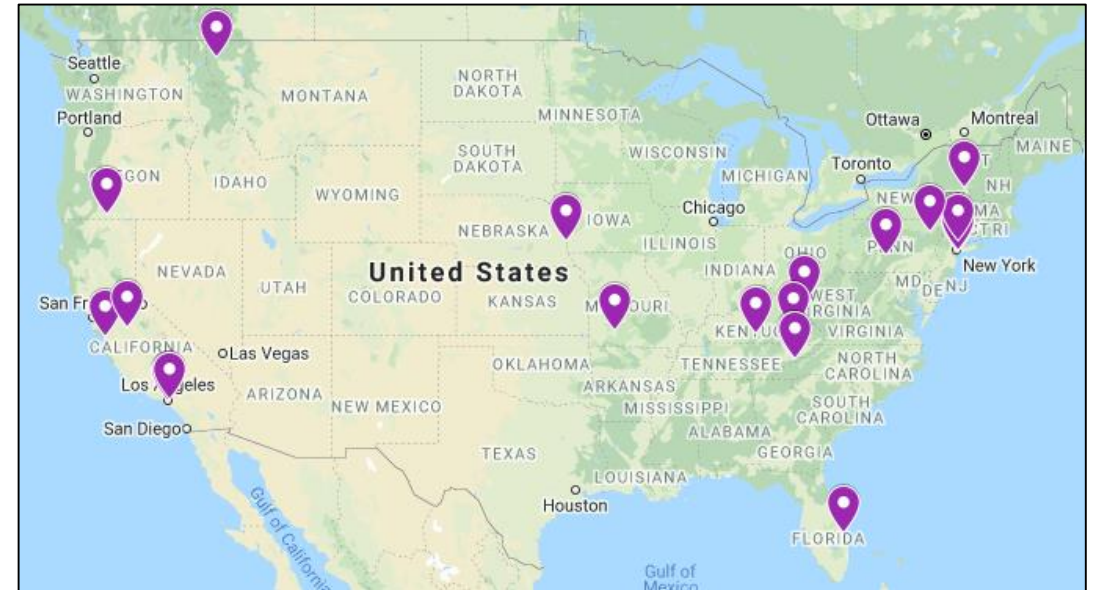 Seattle
WASHINGTON
Portland
MONTANA
NORTH
DAKOTA
MINNESOTA
Ottawa
Montreal
MAINE
IDAHO
WYOMING
SOUTH
DAKOTA
WISCONSIN
MICHIGAN
Toronto
NH
NEVADA
UTAH
COLORADO
NEBRASKA
IOWA
Chicago
ILLINOIS
INDIANA
OHIO
New York
United States
KANSAS
MD
DE
NJ
WEST
VIRGINIA
CALIFORNIA
Las Vegas
OKLAHOMA
TENNESSEE
NORTH
CAROLINA
ARIZONA
NEW MEXICO
ARKANSAS
MISSISSIPPI
SOUTH
CAROLINA
San Diego
TEXAS
ALABAMA
GEORGIA
LOUISIANA
Houston
FLORIDA
Gulf of California
Gulf of
Mexico